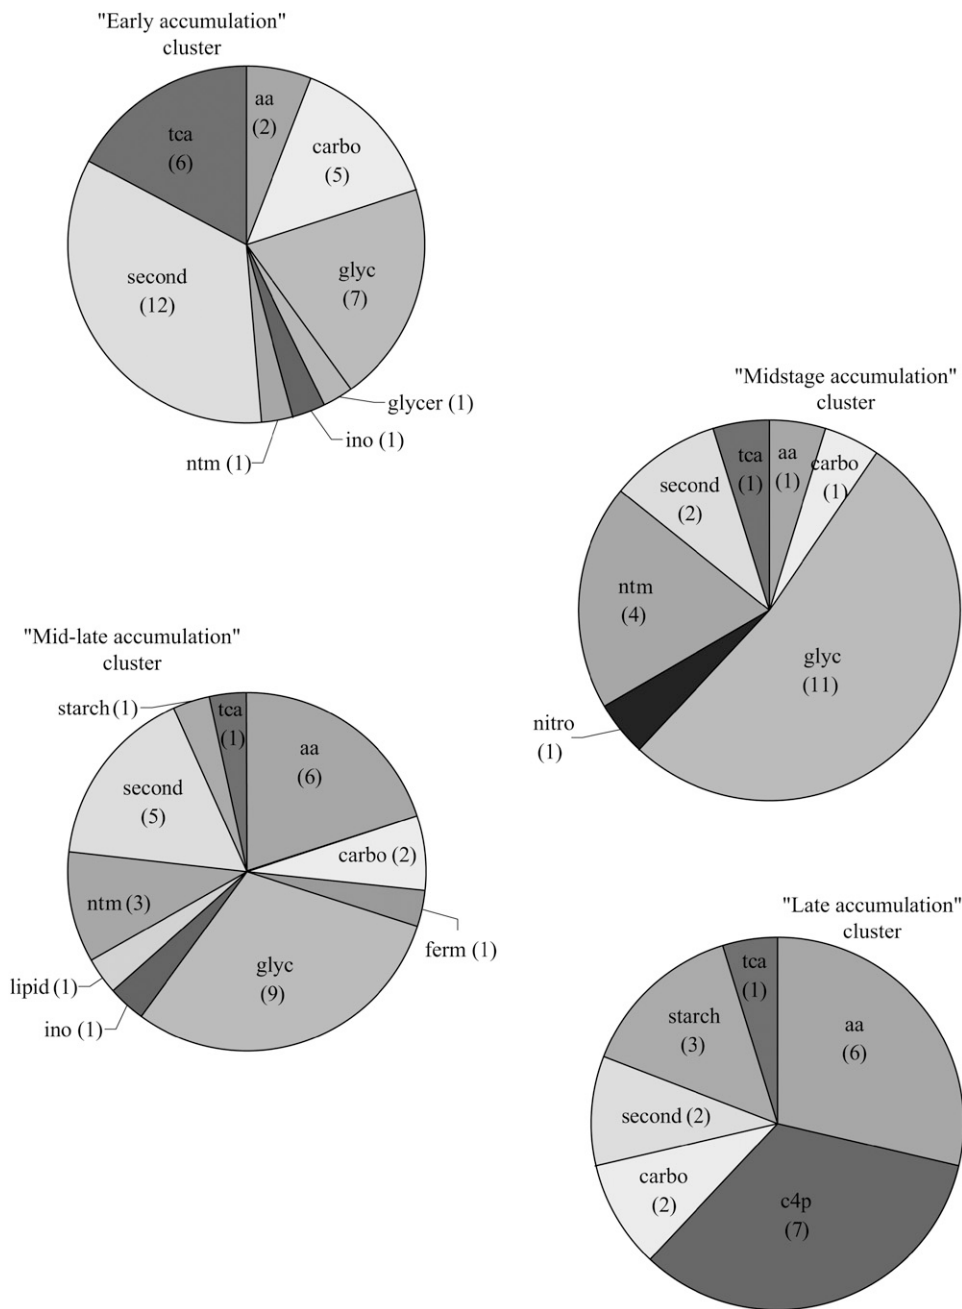 "Early accumulation"
cluster
aa
(2)
carbo
(5)
glyc
(7)
glycer (1)
ino (1)
ntm (1)
second
(12)
tca
(6)
"Midstage accumulation"
cluster
aa
(1)
carbo
(1)
glyc
(11)
nitro
(1)
ntm
(4)
second
(2)
tca
(1)
"Mid-late accumulation"
cluster
aa
(6)
carbo (2)
ferm (1)
glyc
(9)
ino (1)
lipid (1)
ntm (3)
second
(5)
starch (1)
tca
(1)
"Late accumulation"
cluster
aa
(6)
c4p
(7)
carbo
(2)
second (2)
starch
(3)
tca
(1)